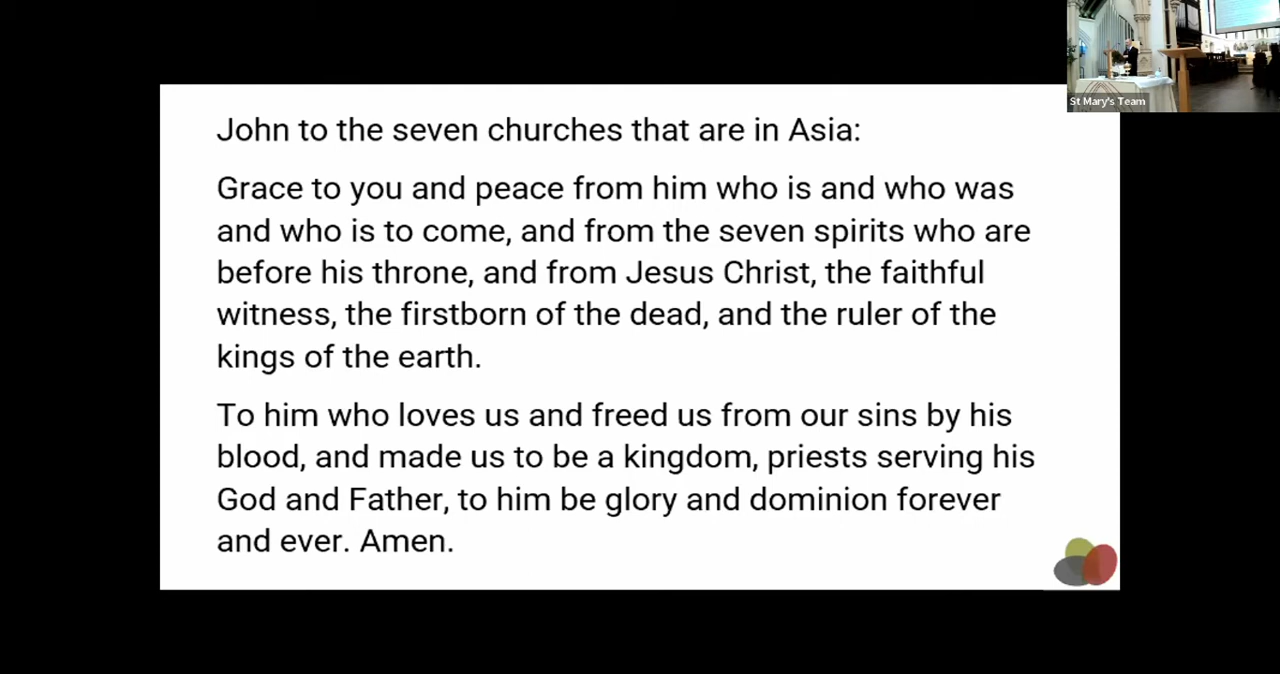 St Mary's Team
John to the seven churches that are in Asia:
Grace to you and peace from him who is and who was
and who is to come, and from the seven spirits who are
before his throne, and from Jesus Christ, the faithful
witness, the firstborn of the dead, and the ruler of the
kings of the earth.
To him who loves us and freed us from our sins by his
blood, and made us to be a kingdom, priests serving his
God and Father, to him be glory and dominion forever
and ever. Amen.